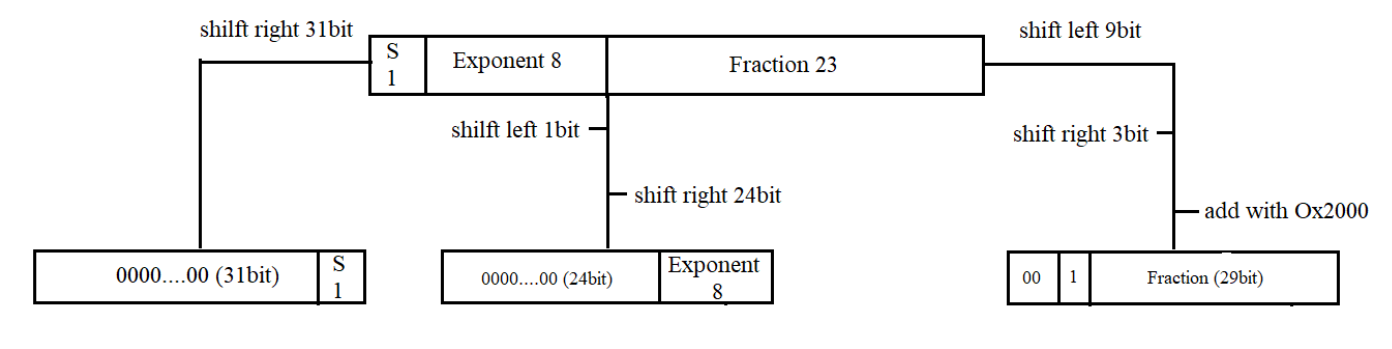 shilft right 31bit
shift left 9bit
S
1
Exponent 8
Fraction 23
shilft left 1bit
shift right 3bit
shift right 24bit
add with Ox2000
0000....00 (31bit)
S
1
0000....00 (24bit)
Exponent
8
00
1
Fraction (29bit)